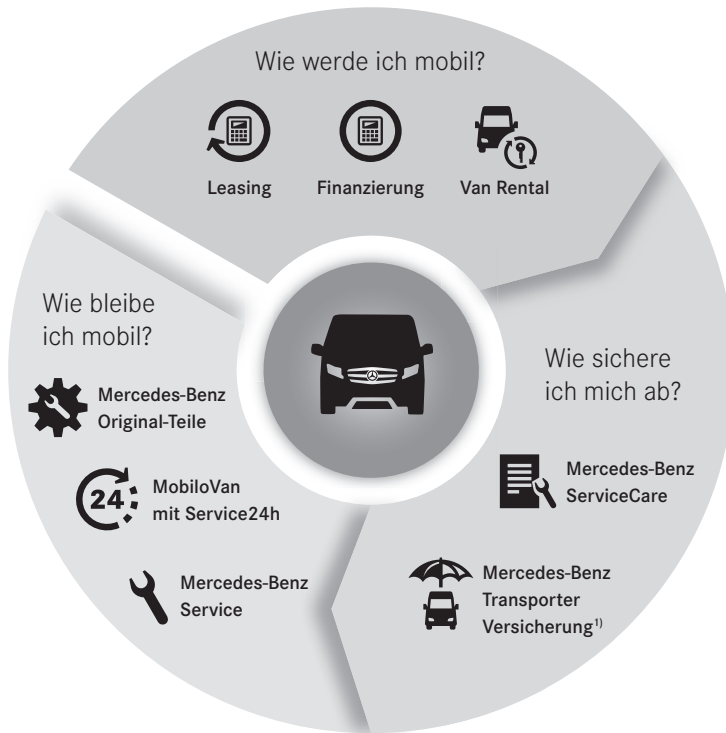 Wie werde ich mobil?
Leasing
Finanzierung
Van Rental
Wie sichere
ich mich ab?
Mercedes-Benz
ServiceCare
Mercedes-Benz
Transporter
Versicherung¹⁾
Wie bleibe
ich mobil?
Mercedes-Benz
Original-Teile
24
MobiloVan
mit Service24h
Mercedes-Benz
Service